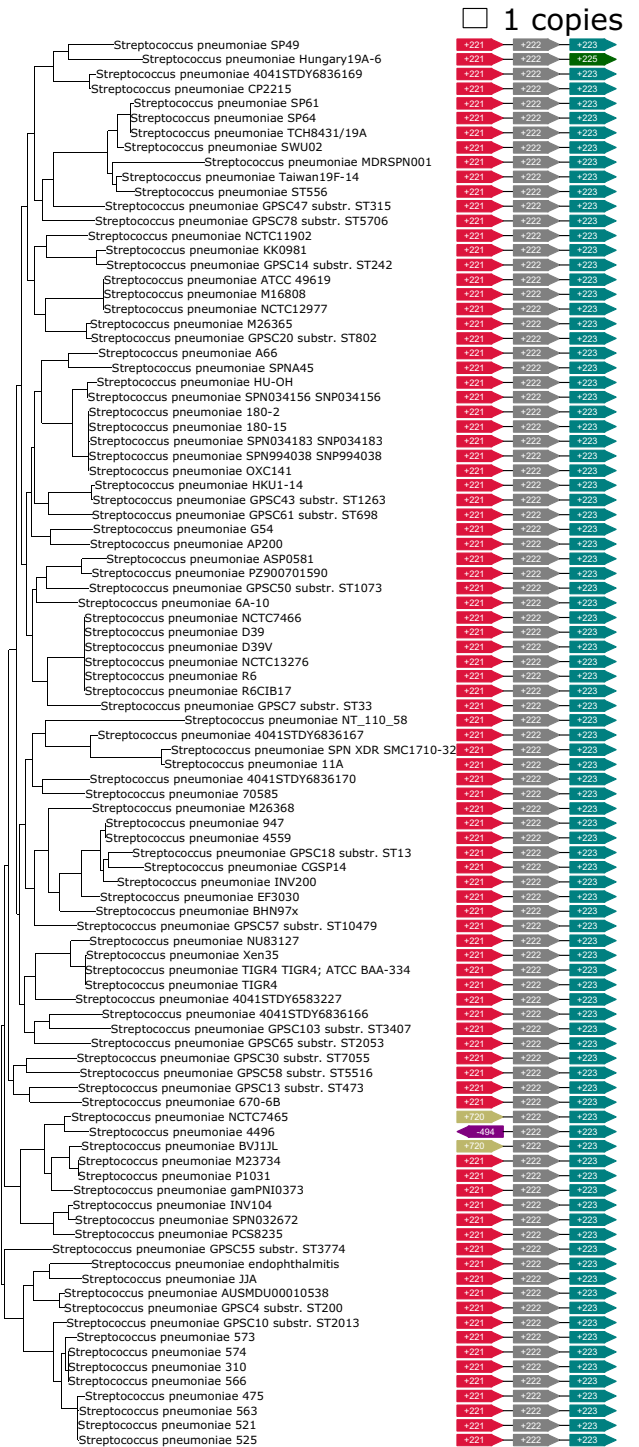 1 copies
Streptococcus pneumoniae SP49 +221 +222 +223
Streptococcus pneumoniae Hungary19A-6 +221 +222 +225
Streptococcus pneumoniae 4041STDY6836169 +221 +222 +223
Streptococcus pneumoniae CP2215 +221 +222 +223
Streptococcus pneumoniae SP61 +221 +222 +223
Streptococcus pneumoniae SP64 +221 +222 +223
Streptococcus pneumoniae TCH8431/19A +221 +222 +223
Streptococcus pneumoniae SWU02 +221 +222 +223
Streptococcus pneumoniae MDRSPN001 +221 +222 +223
Streptococcus pneumoniae Taiwan19F-14 +221 +222 +223
Streptococcus pneumoniae ST556 +221 +222 +223
Streptococcus pneumoniae GPSC47 substr. ST315 +221 +222 +223
Streptococcus pneumoniae GPSC78 substr. ST5706 +221 +222 +223
Streptococcus pneumoniae NCTC11902 +221 +222 +223
Streptococcus pneumoniae KK0981 +221 +222 +223
Streptococcus pneumoniae GPSC14 substr. ST242 +221 +222 +223
Streptococcus pneumoniae ATCC 49619 +221 +222 +223
Streptococcus pneumoniae M16808 +221 +222 +223
Streptococcus pneumoniae NCTC12977 +221 +222 +223
Streptococcus pneumoniae M26365 +221 +222 +223
Streptococcus pneumoniae GPSC20 substr. ST802 +221 +222 +223
Streptococcus pneumoniae A66 +221 +222 +223
Streptococcus pneumoniae SPNA45 +221 +222 +223
Streptococcus pneumoniae HU-OH +221 +222 +223
Streptococcus pneumoniae SPN034156 SNP034156 +221 +222 +223
Streptococcus pneumoniae 180-2 +221 +222 +223
Streptococcus pneumoniae 180-15 +221 +222 +223
Streptococcus pneumoniae SPN034183 SNP034183 +221 +222 +223
Streptococcus pneumoniae SPN994038 SNP994038 +221 +222 +223
Streptococcus pneumoniae OXC141 +221 +222 +223
Streptococcus pneumoniae HKU1-14 +221 +222 +223
Streptococcus pneumoniae GPSC43 substr. ST1263 +221 +222 +223
Streptococcus pneumoniae GPSC61 substr. ST698 +221 +222 +223
Streptococcus pneumoniae G54 +221 +222 +223
Streptococcus pneumoniae AP200 +221 +222 +223
Streptococcus pneumoniae ASP0581 +221 +222 +223
Streptococcus pneumoniae PZ900701590 +221 +222 +223
Streptococcus pneumoniae GPSC50 substr. ST1073 +221 +222 +223
Streptococcus pneumoniae 6A-10 +221 +222 +223
Streptococcus pneumoniae NCTC7466 +221 +222 +223
Streptococcus pneumoniae D39 +221 +222 +223
Streptococcus pneumoniae D39V +221 +222 +223
Streptococcus pneumoniae NCTC13276 +221 +222 +223
Streptococcus pneumoniae R6 +221 +222 +223
Streptococcus pneumoniae R6CIB17 +221 +222 +223
Streptococcus pneumoniae GPSC7 substr. ST33 +221 +222 +223
Streptococcus pneumoniae NT_110_58 +221 +222 +223
Streptococcus pneumoniae 4041STDY6836167 +221 +222 +223
Streptococcus pneumoniae SPN XDR SMC1710-32 +221 +222 +223
Streptococcus pneumoniae 11A +221 +222 +223
Streptococcus pneumoniae 4041STDY6836170 +221 +222 +223
Streptococcus pneumoniae 70585 +221 +222 +223
Streptococcus pneumoniae M26368 +221 +222 +223
Streptococcus pneumoniae 947 +221 +222 +223
Streptococcus pneumoniae 4559 +221 +222 +223
Streptococcus pneumoniae GPSC18 substr. ST13 +221 +222 +223
Streptococcus pneumoniae CGSP14 +221 +222 +223
Streptococcus pneumoniae INV200 +221 +222 +223
Streptococcus pneumoniae EF3030 +221 +222 +223
Streptococcus pneumoniae BHN97x +221 +222 +223
Streptococcus pneumoniae GPSC57 substr. ST10479 +221 +222 +223
Streptococcus pneumoniae NU83127 +221 +222 +223
Streptococcus pneumoniae Xen35 +221 +222 +223
Streptococcus pneumoniae TIGR4 TIGR4; ATCC BAA-334 +221 +222 +223
Streptococcus pneumoniae TIGR4 +221 +222 +223
Streptococcus pneumoniae 4041STDY6583227 +221 +222 +223
Streptococcus pneumoniae 4041STDY6836166 +221 +222 +223
Streptococcus pneumoniae GPSC103 substr. ST3407 +221 +222 +223
Streptococcus pneumoniae GPSC65 substr. ST2053 +221 +222 +223
Streptococcus pneumoniae GPSC30 substr. ST7055 +221 +222 +223
Streptococcus pneumoniae GPSC58 substr. ST5516 +221 +222 +223
Streptococcus pneumoniae GPSC13 substr. ST473 +221 +222 +223
Streptococcus pneumoniae 670-6B +221 +222 +223
Streptococcus pneumoniae NCTC7465 +720 +222 +223
Streptococcus pneumoniae 4496 -494 +222 +223
Streptococcus pneumoniae BVJ1JL +720 +222 +223
Streptococcus pneumoniae M23734 +221 +222 +223
Streptococcus pneumoniae P1031 +221 +222 +223
Streptococcus pneumoniae gamPNI0373 +221 +222 +223
Streptococcus pneumoniae INV104 +221 +222 +223
Streptococcus pneumoniae SPN032672 +221 +222 +223
Streptococcus pneumoniae PCS8235 +221 +222 +223
Streptococcus pneumoniae GPSC55 substr. ST3774 +221 +222 +223
Streptococcus pneumoniae endophthalmitis +221 +222 +223
Streptococcus pneumoniae JJA +221 +222 +223
Streptococcus pneumoniae AUSMDU00010538 +221 +222 +223
Streptococcus pneumoniae GPSC4 substr. ST200 +221 +222 +223
Streptococcus pneumoniae GPSC10 substr. ST2013 +221 +222 +223
Streptococcus pneumoniae 573 +221 +222 +223
Streptococcus pneumoniae 574 +221 +222 +223
Streptococcus pneumoniae 310 +221 +222 +223
Streptococcus pneumoniae 566 +221 +222 +223
Streptococcus pneumoniae 475 +221 +222 +223
Streptococcus pneumoniae 563 +221 +222 +223
Streptococcus pneumoniae 521 +221 +222 +223
Streptococcus pneumoniae 525 +221 +222 +223